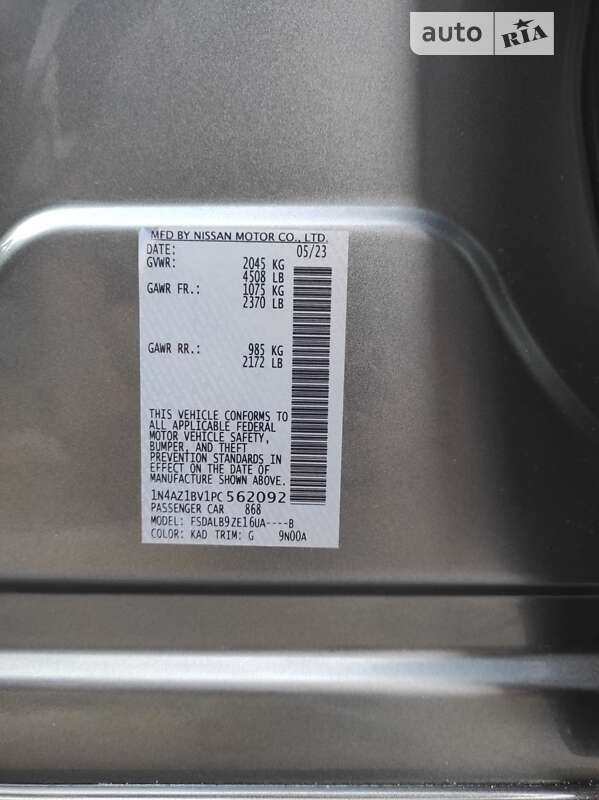 auto RIA
MFD BY NISSAN MOTOR CO., LTD.
DATE: 05/23
GVWR: 2045 KG
4508 LB
GAWR FR.: 1075 KG
2370 LB
GAWR RR.: 985 KG
2172 LB
THIS VEHICLE CONFORMS TO
ALL APPLICABLE FEDERAL
MOTOR VEHICLE SAFETY,
BUMPER, AND THEFT
PREVENTION STANDARDS IN
EFFECT ON THE DATE OF
MANUFACTURE SHOWN ABOVE.
1N4AZ1BV1PC562092
PASSENGER CAR 868
MODEL: FSDALB9ZE16UA----B
COLOR: KAD TRIM: G 9N00A